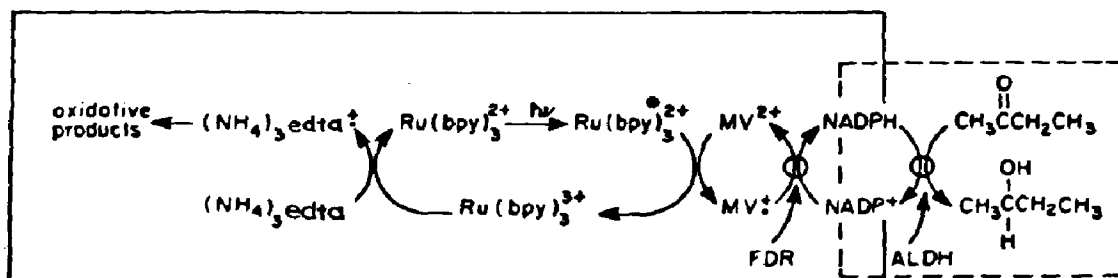 O OH
oxidative products (NH4)3edta+. Ru(bpy)3 2+ hν Ru(bpy)3 *2+ MV2+ NADPH CH3CCH2CH3
(NH4)3edta Ru(bpy)3 3+ MV+. NADP+ CH3CCH2CH3
H
FDR ALDH